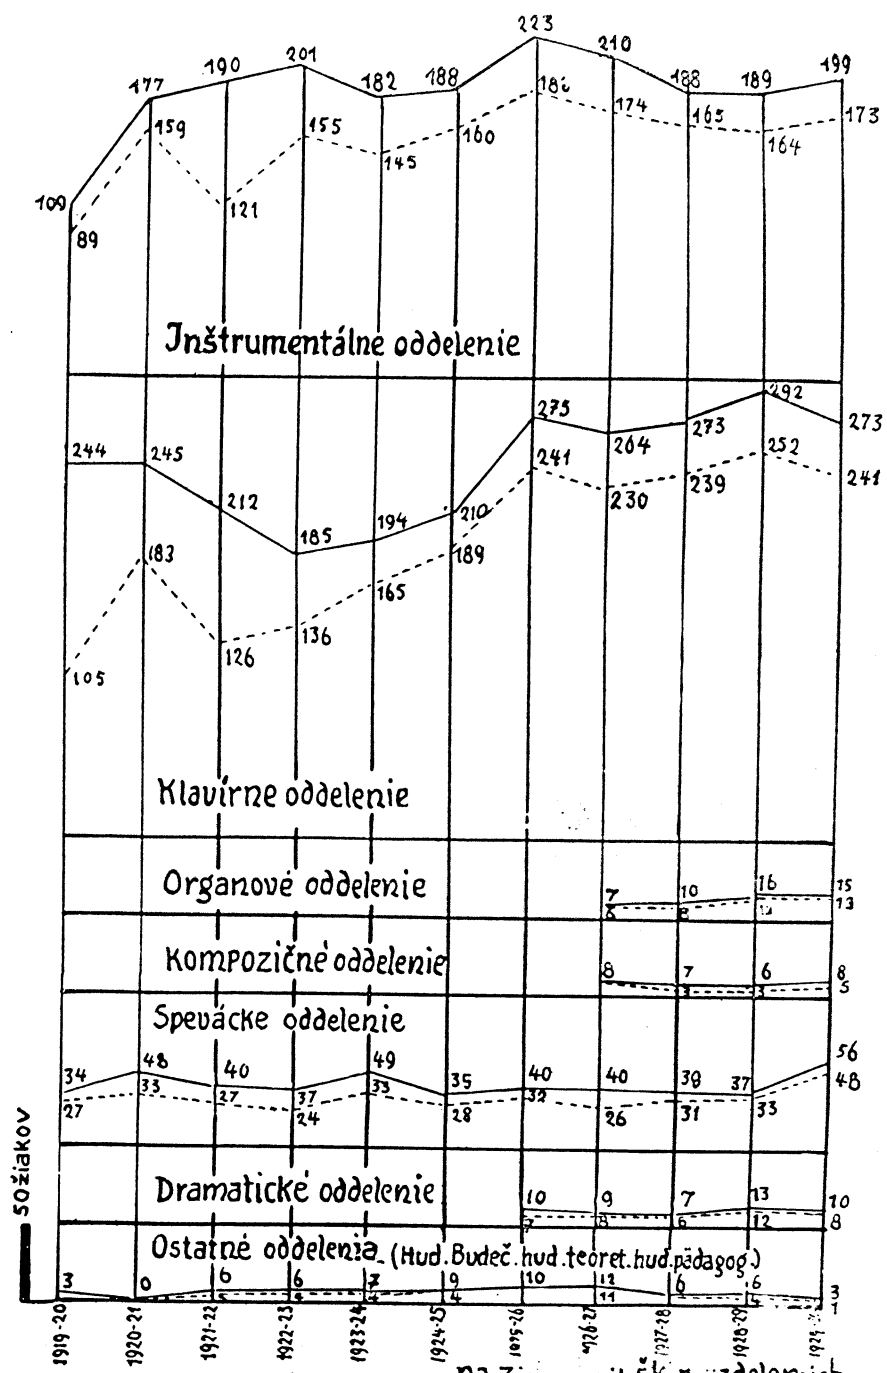 223
201 210
190 199
177 182 188 188 189
159 155 174 165 173
145 160 164
121
109
89
Inštrumentálne oddelenie
292
275 273 273
244 245 204 252
212 241 230 239 241
185 194 210
183 189
165
136
126
105
Klavírne oddelenie
Organové oddelenie
7 10 16 15
13
Kompozičné oddelenie
8 7 6 8
5
Spevácke oddelenie
34 48 40 37 49 35 40 40 39 37 56
27 33 27 24 33 28 32 26 31 33 48
50 žiakov
Dramatické oddelenie
10 9 7 13 10
7 8 6 12 8
Ostatné oddelenia (Hud. Budeč. hud. teoret. hud. pädagog.)
3 0 6 6 7 9 10 12 6 6 3
4 11 1
1919-20 1920-21 1921-22 1922-23 1923-24 1924-25 1925-26 1926-27 1927-28 1928-29